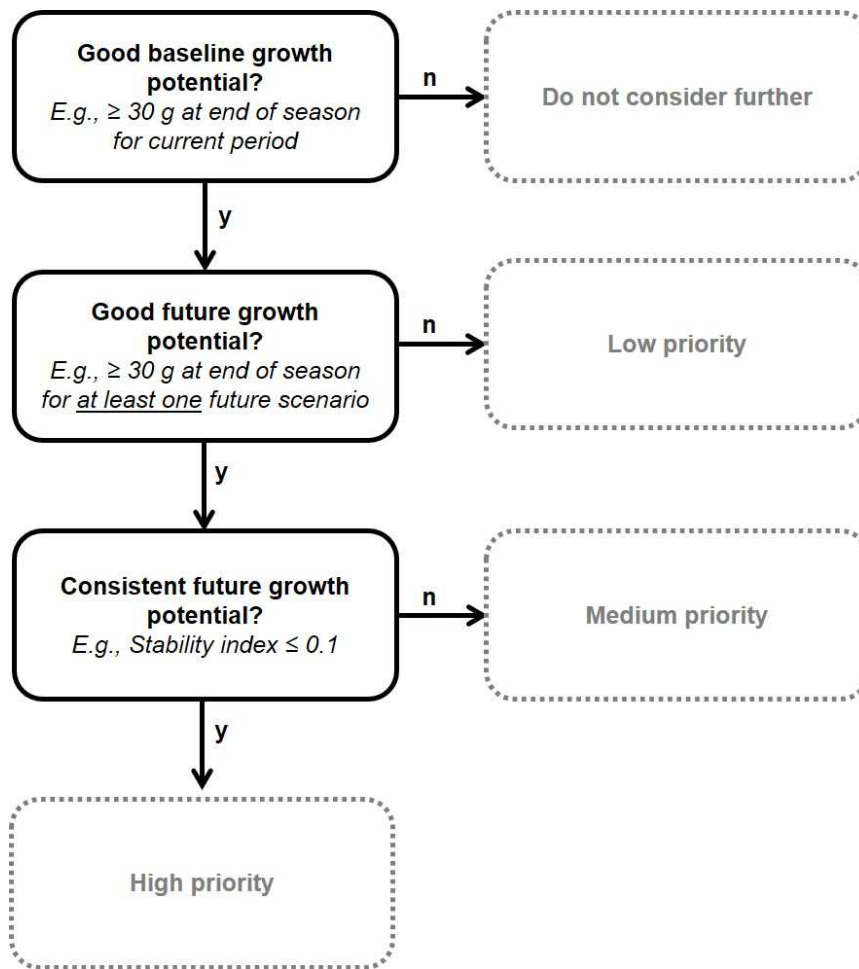 Good baseline growth
potential?
E.g., ≥ 30 g at end of season
for current period
n
Do not consider further
y
Good future growth
potential?
E.g., ≥ 30 g at end of season
for at least one future scenario
n
Low priority
y
Consistent future growth
potential?
E.g., Stability index ≤ 0.1
n
Medium priority
y
High priority